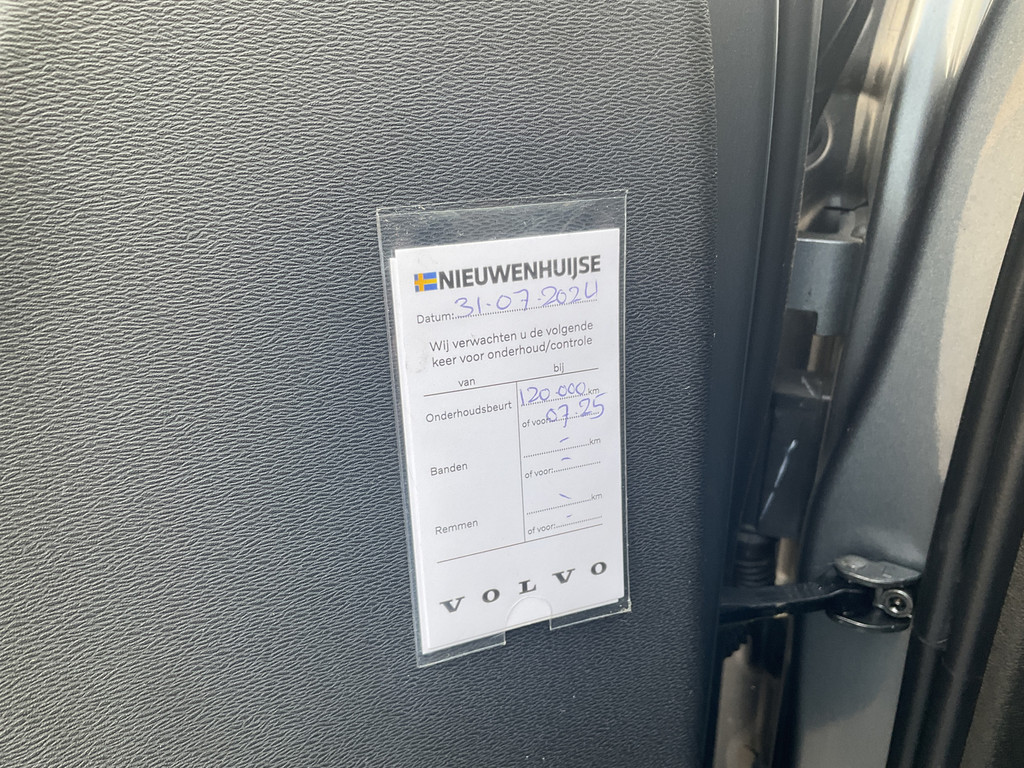 NIEUWENHUIJSE
Datum: 31-07-2024
Wij verwachten u de volgende
keer voor onderhoud/controle
van bij
Onderhoudsbeurt 120.000 km
of voor: 07-25
- km
Banden
of voor: -
- km
Remmen
of voor: -
VOLVO